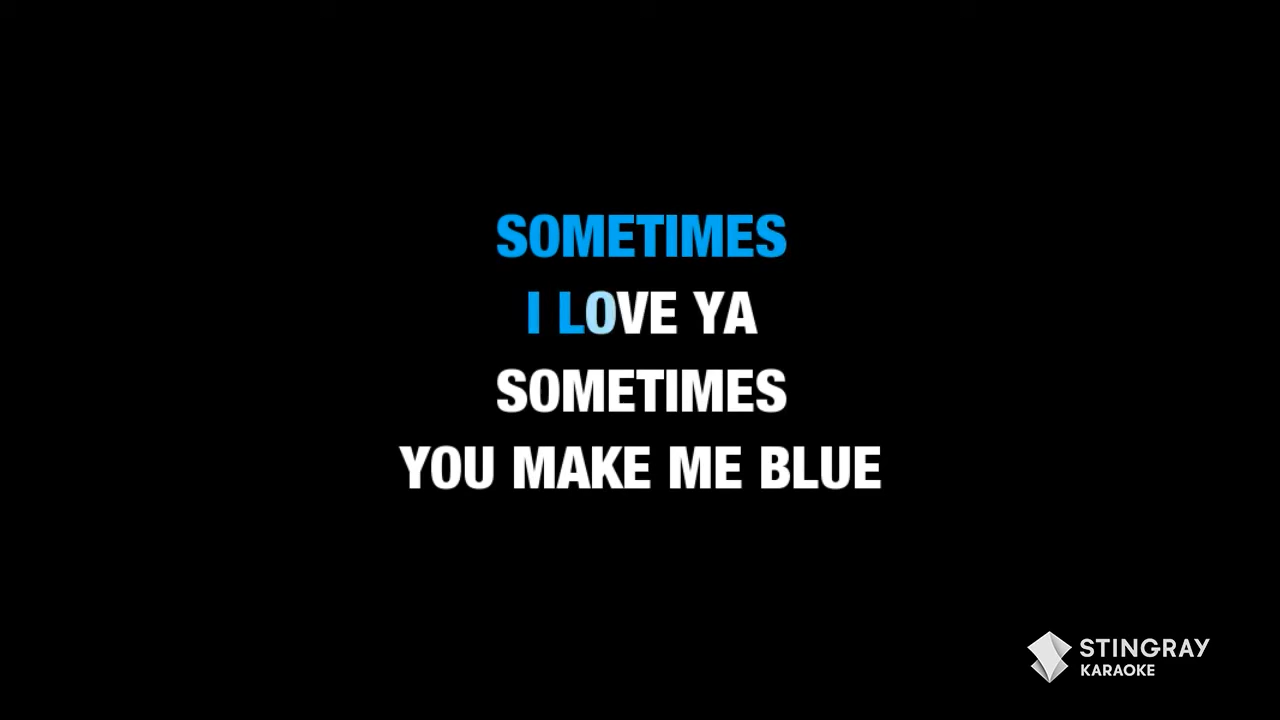 SOMETIMES
I LOVE YA
SOMETIMES
YOU MAKE ME BLUE
STINGRAY
KARAOKE